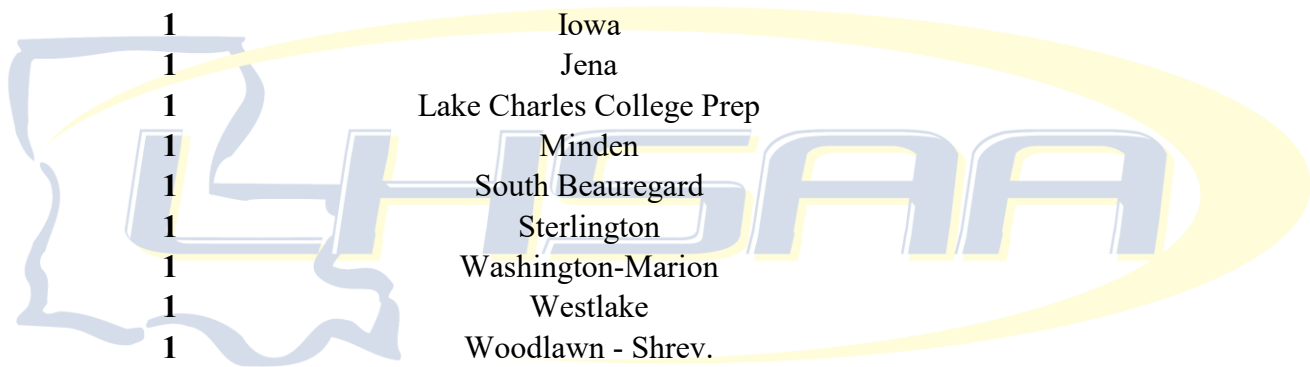 1 Iowa
1 Jena
1 Lake Charles College Prep
1 Minden
1 South Beauregard
1 Sterlington
1 Washington-Marion
1 Westlake
1 Woodlawn - Shrev.
LHSAA